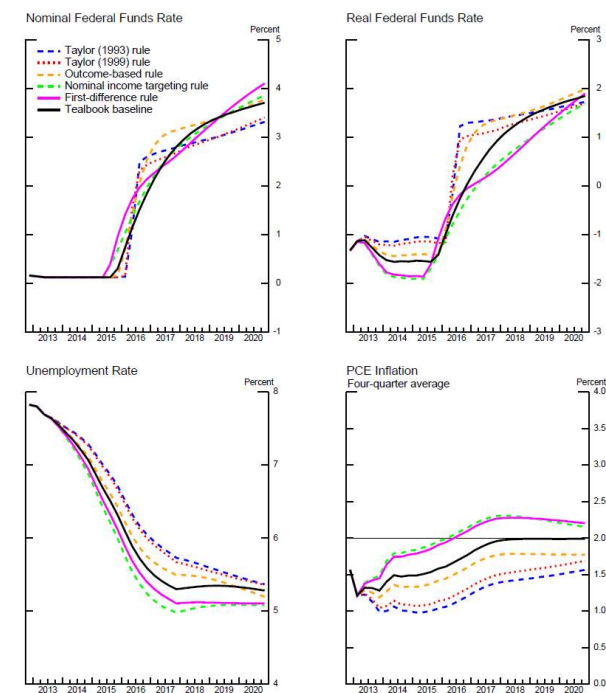 Nominal Federal Funds Rate
Percent
5
4
3
2
1
0
-1
Taylor (1993) rule
Taylor (1999) rule
Outcome-based rule
Nominal income targeting rule
First-difference rule
Tealbook baseline
2013 2014 2015 2016 2017 2018 2019 2020
Real Federal Funds Rate
Percent
3
2
1
0
-1
-2
-3
2013 2014 2015 2016 2017 2018 2019 2020
Unemployment Rate
Percent
8
7
6
5
4
2013 2014 2015 2016 2017 2018 2019 2020
PCE Inflation
Four-quarter average
Percent
4.0
3.5
3.0
2.5
2.0
1.5
1.0
0.5
0.0
2013 2014 2015 2016 2017 2018 2019 2020